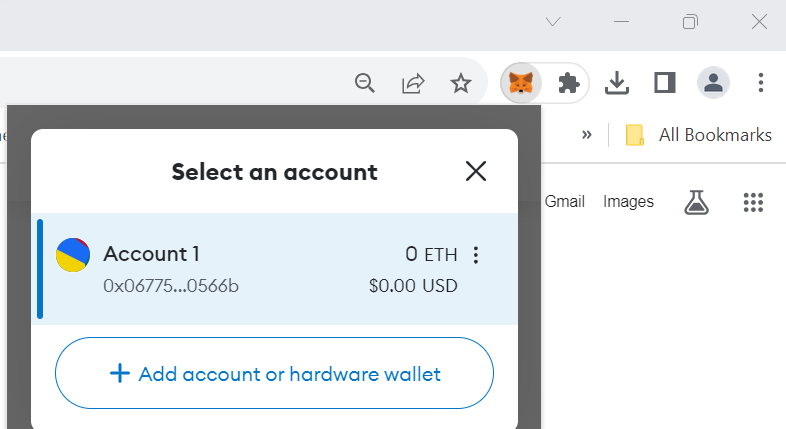 »
All Bookmarks
Select an account
Gmail
Images
Account 1
0 ETH
0x06775...0566b
$0.00 USD
+ Add account or hardware wallet